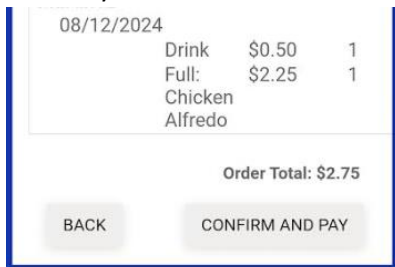 08/12/2024
Drink $0.50 1
Full: $2.25 1
Chicken
Alfredo
Order Total: $2.75
BACK CONFIRM AND PAY